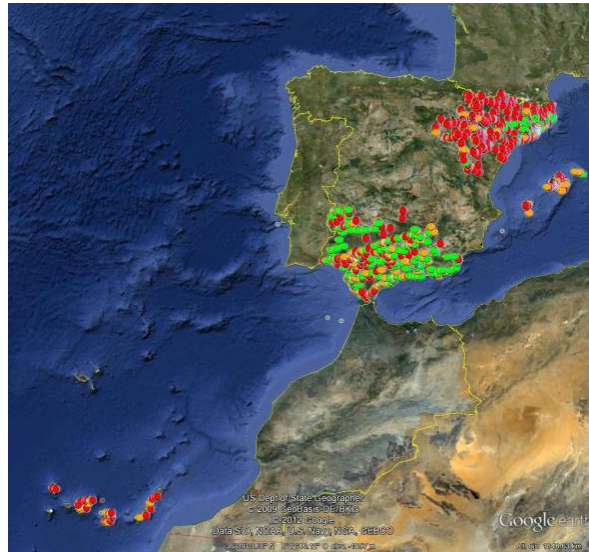 US Dept of State Geographer
© 2009 GeoBasis-DE/BKG
© 2012 Google
Data SIO, NOAA, U.S. Navy, NGA, GEBCO
Google earth